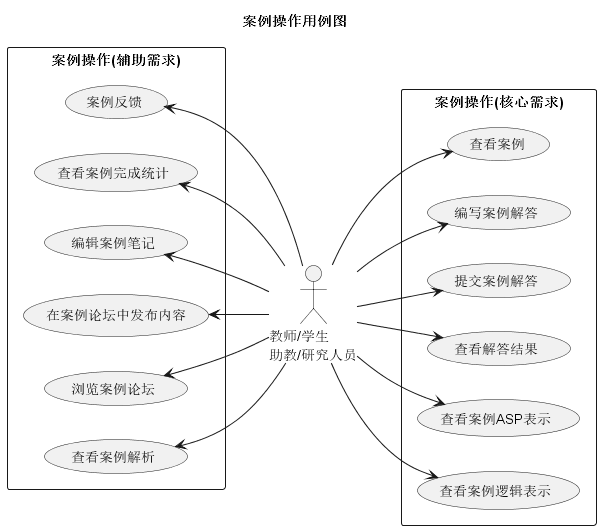 案例操作用例图
案例操作(辅助需求)
案例反馈
查看案例完成统计
编辑案例笔记
在案例论坛中发布内容
浏览案例论坛
查看案例解析
教师/学生
助教/研究人员
案例操作(核心需求)
查看案例
编写案例解答
提交案例解答
查看解答结果
查看案例ASP表示
查看案例逻辑表示